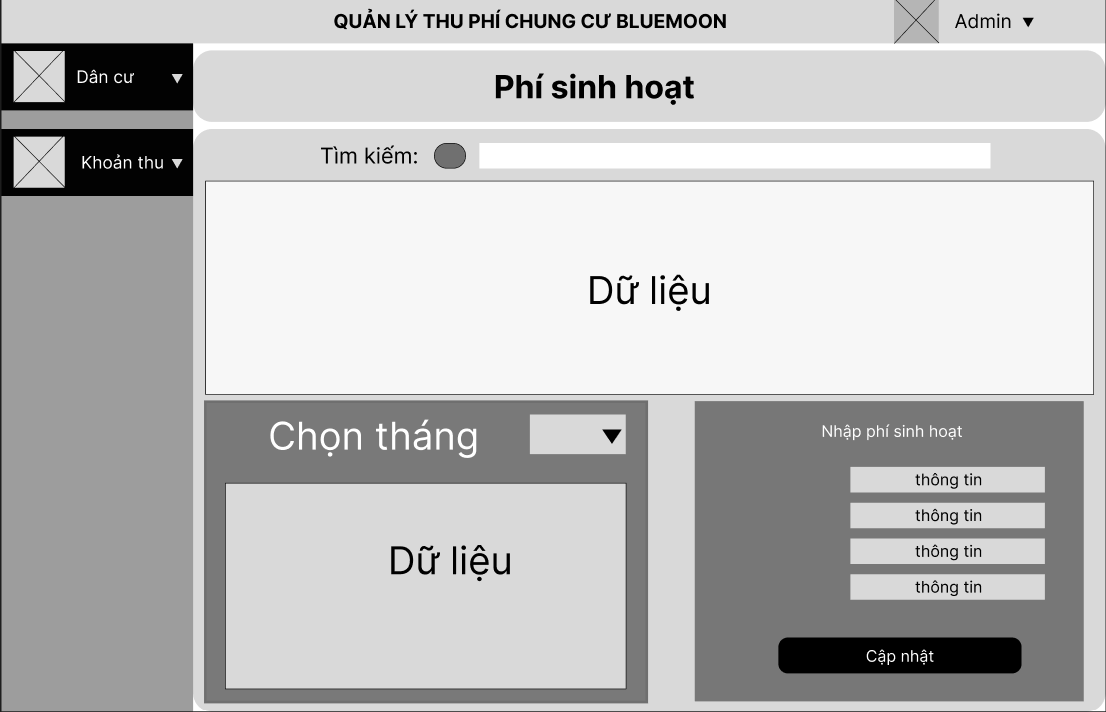 QUẢN LÝ THU PHÍ CHUNG CƯ BLUEMOON
Admin
Dân cư
Phí sinh hoạt
Khoản thu
Tìm kiếm:
Dữ liệu
Chọn tháng
Dữ liệu
Nhập phí sinh hoạt
thông tin
thông tin
thông tin
thông tin
Cập nhật